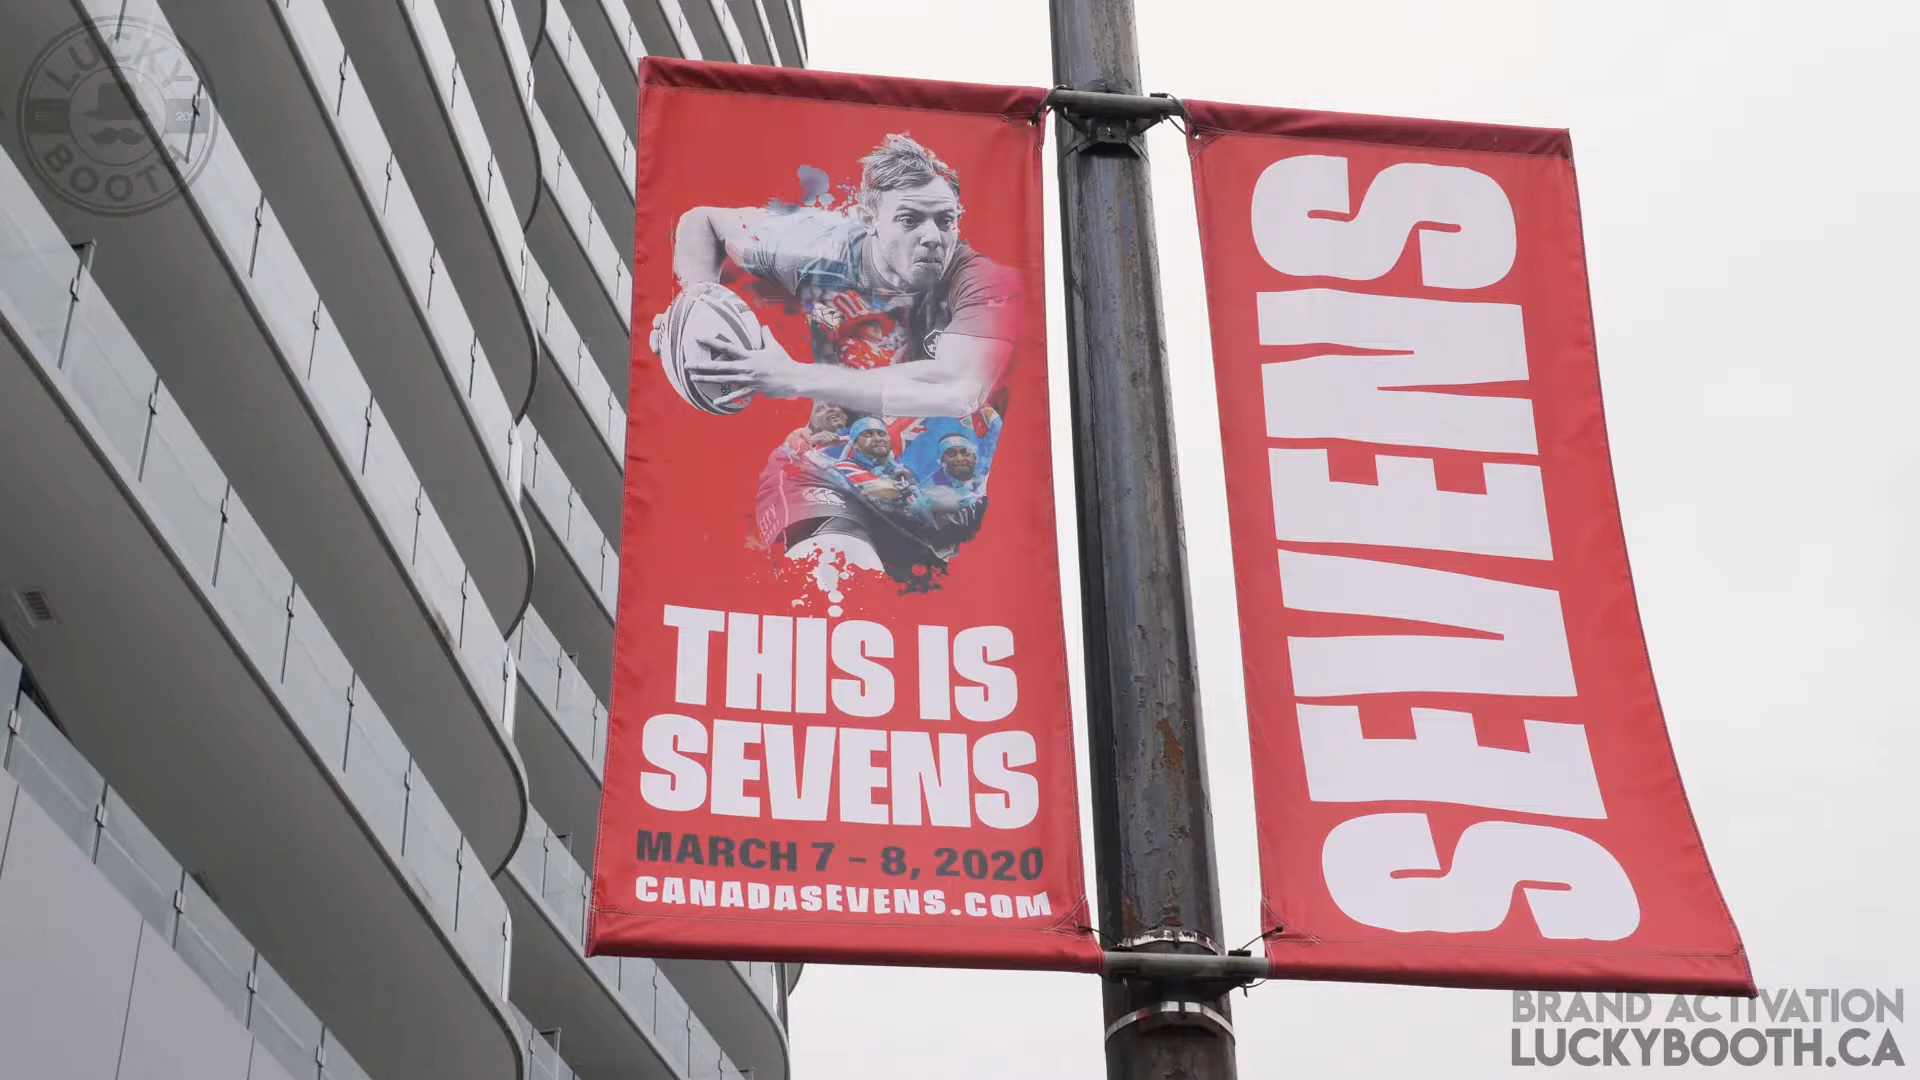 LUCKY
BOOTH
THIS IS
SEVENS
MARCH 7 - 8, 2020
CANADASEVENS.COM
SEVENS
BRAND ACTIVATION
LUCKYBOOTH.CA